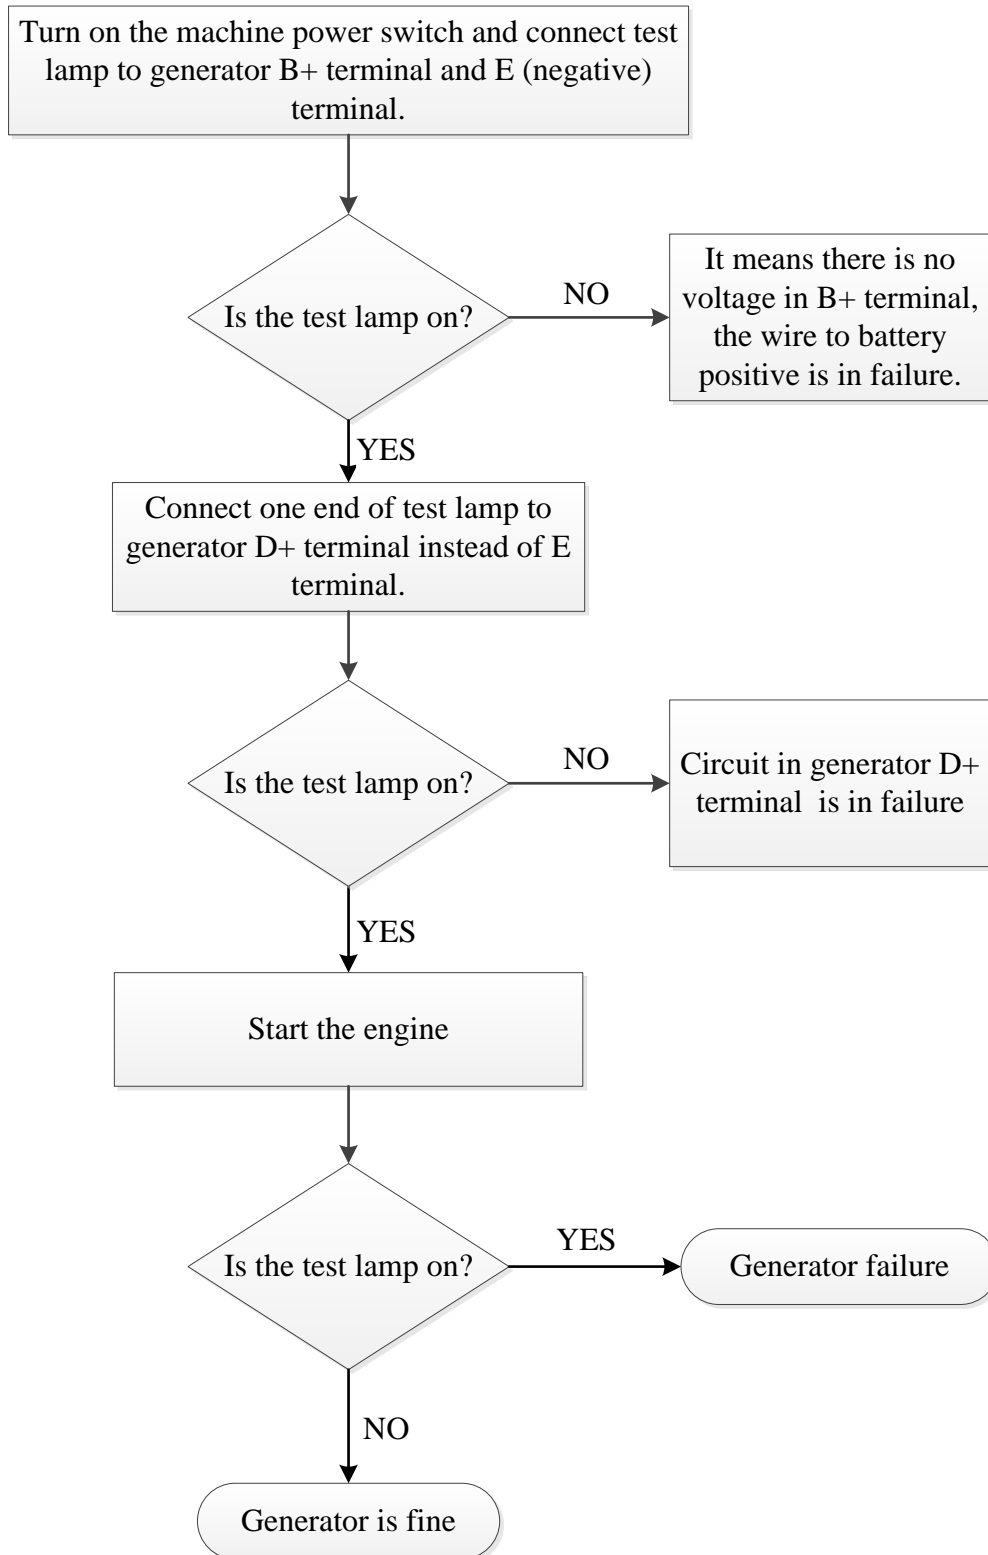 Turn on the machine power switch and connect test
lamp to generator B+ terminal and E (negative)
terminal.
Is the test lamp on?
NO
It means there is no
voltage in B+ terminal,
the wire to battery
positive is in failure.
YES
Connect one end of test lamp to
generator D+ terminal instead of E
terminal.
Is the test lamp on?
NO
Circuit in generator D+
terminal  is in failure
YES
Start the engine
Is the test lamp on?
YES
Generator failure
NO
Generator is fine